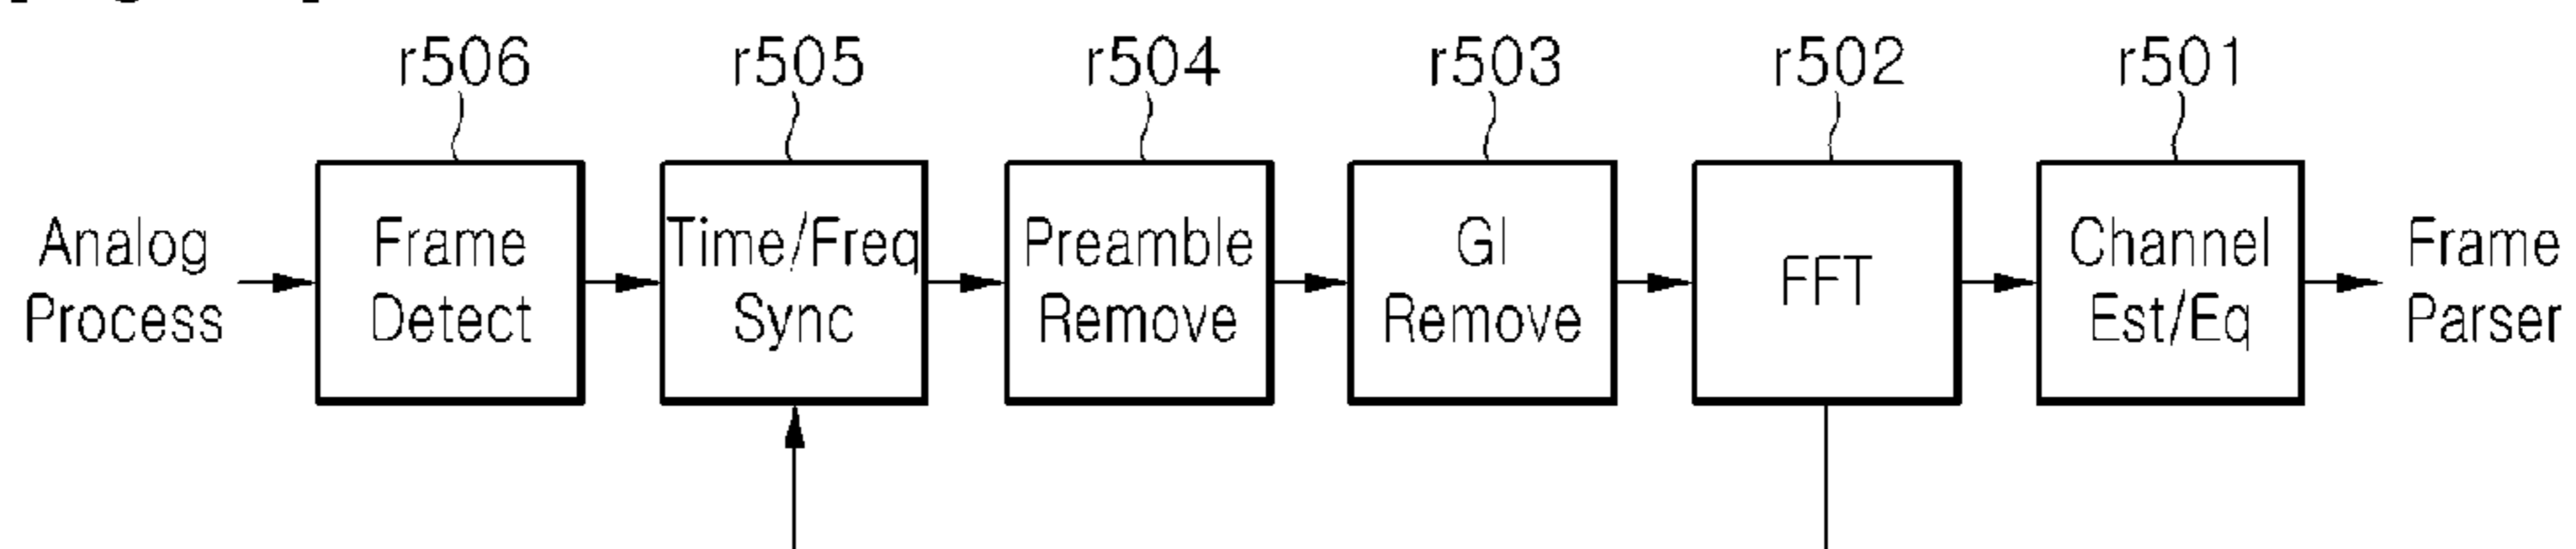 r506
r505
r504
r503
r502
r501
Analog
Process
Frame
Detect
Time/Freq
Sync
Preamble
Remove
GI
Remove
FFT
Channel
Est/Eq
Frame
Parser